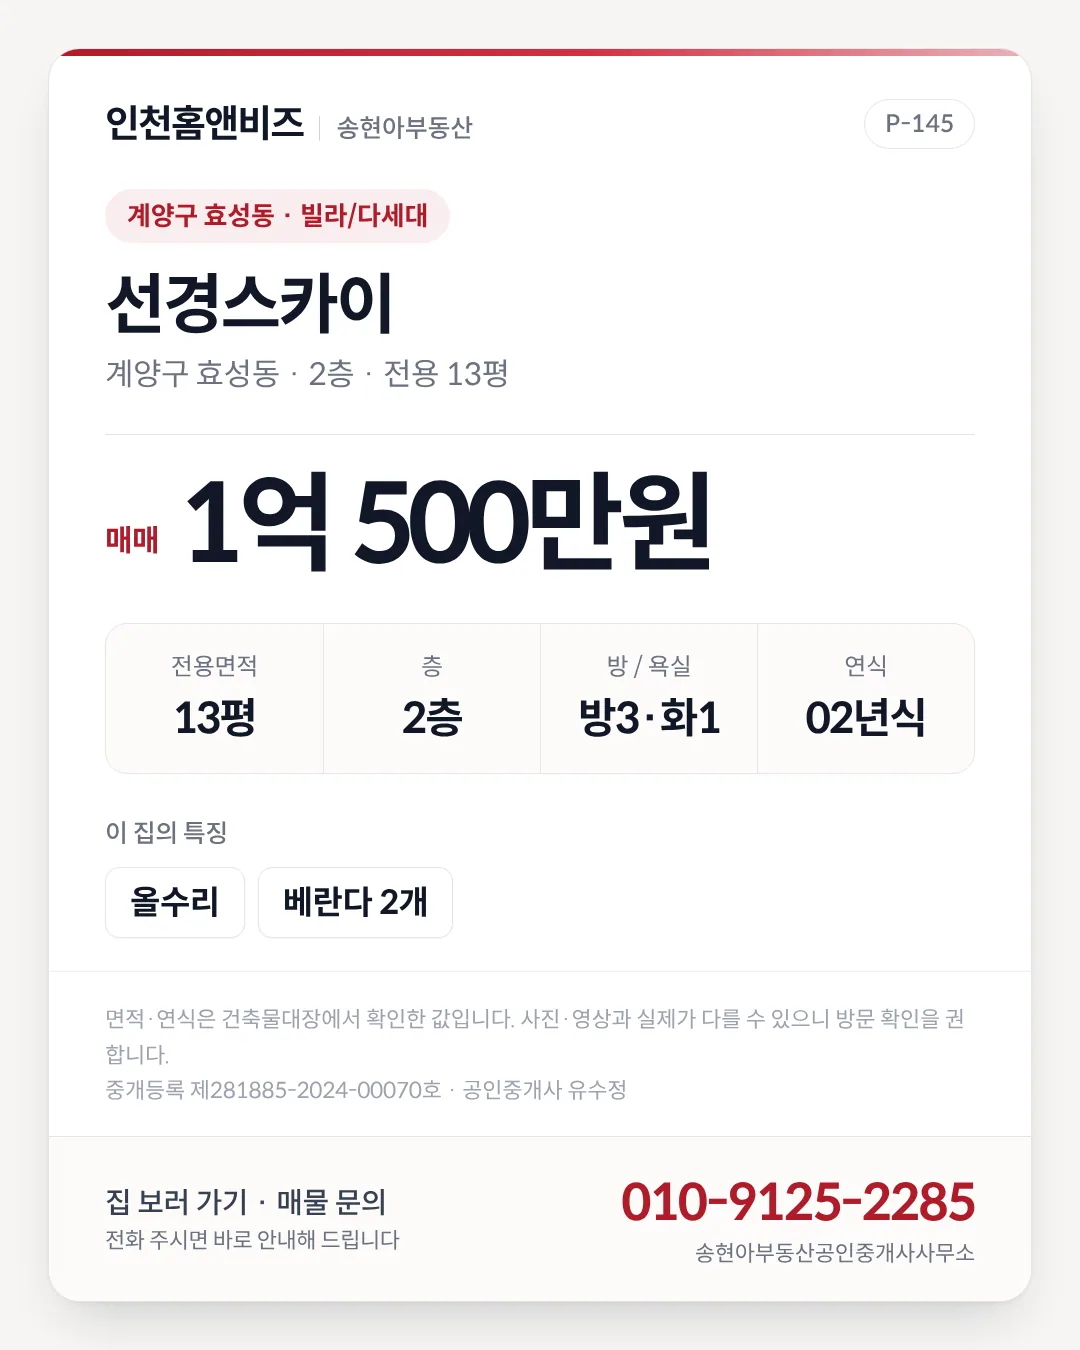 인천홈앤비즈 | 송현아부동산
P-145
계양구 효성동 · 빌라/다세대
선경스카이
계양구 효성동 · 2층 · 전용 13평
매매 1억 500만원
전용면적 층 방 / 욕실 연식
13평 2층 방3·화1 02년식
이 집의 특징
올수리 베란다 2개
면적·연식은 건축물대장에서 확인한 값입니다. 사진·영상과 실제가 다를 수 있으니 방문 확인을 권
합니다.
중개등록 제281885-2024-00070호 · 공인중개사 유수정
집 보러 가기 · 매물 문의
전화 주시면 바로 안내해 드립니다
010-9125-2285
송현아부동산공인중개사사무소